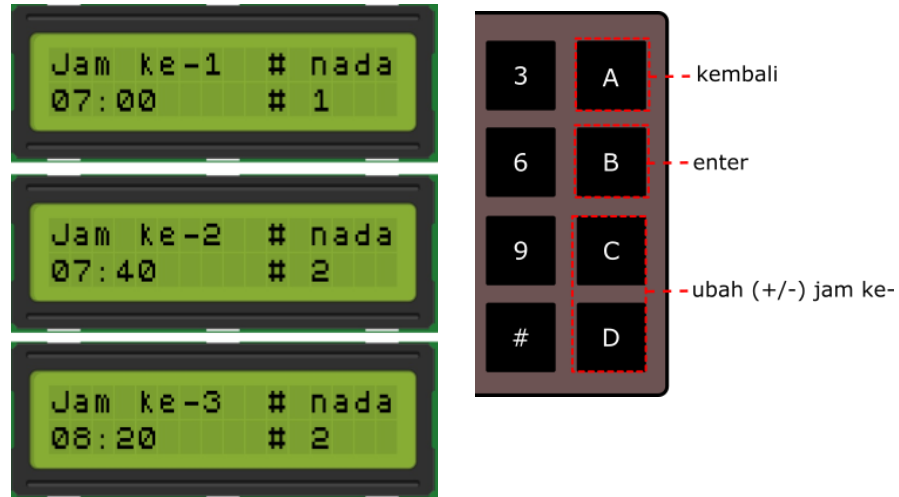 Jam ke-1 # nada
07:00 # 1
Jam ke-2 # nada
07:40 # 2
Jam ke-3 # nada
08:20 # 2
3 A kembali
6 B enter
9 C
ubah (+/-) jam ke-
# D